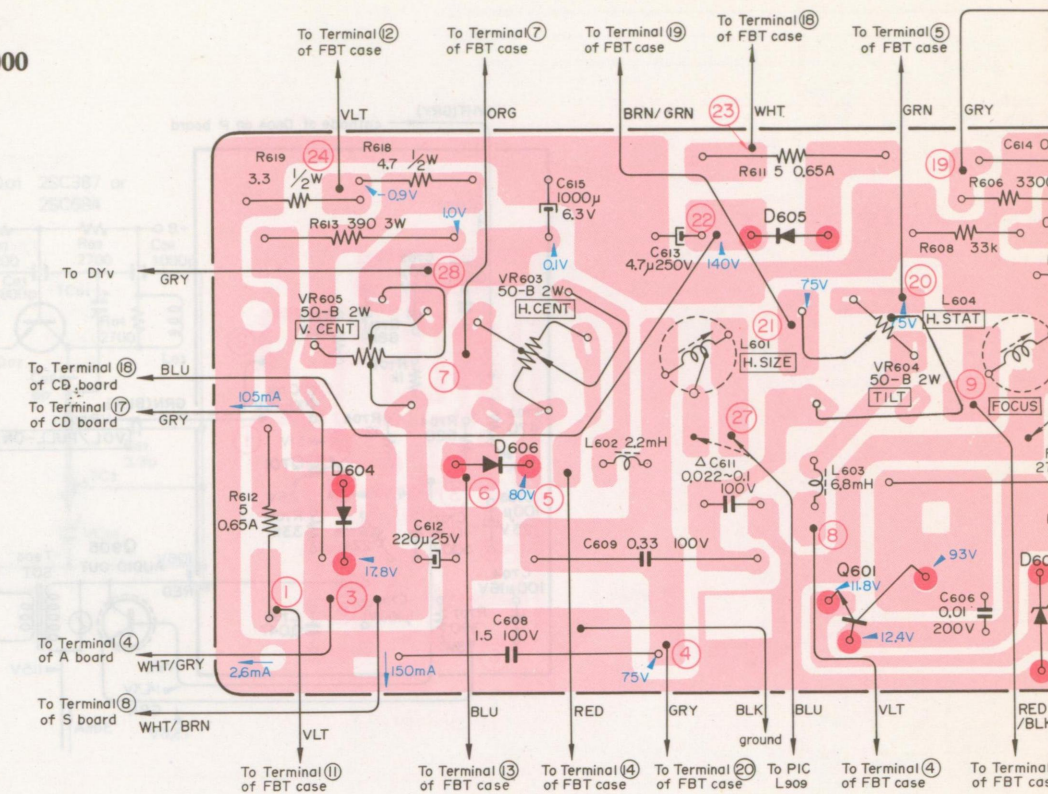 000
To Terminal ⑫
of FBT case
To Terminal ⑦
of FBT case
To Terminal ⑲
of FBT case
To Terminal ⑱
of FBT case
To Terminal ⑤
of FBT case
VLT
ORG
BRN/GRN
23
WHT
GRN
GRY
R619
3.3
1/2W
24
R618
4.7 1/2W
-0.9V
C615
1000μ
6.3V
R611 5 0.65A
19
C614
R606 3300
R613 390 3W
1.0V
22
D605
R608 33k
0.1V
C613
4.7μ250V
140V
To DYv
GRY
28
VR603
50-B 2W
H.CENT
75V
20
VR605
50-B 2W
V. CENT
21
5V
L604
H.STAT
L601
H.SIZE
To Terminal ⑱
of CD board
BLU
7
VR604
50-B 2W
TILT
9
FOCUS
To Terminal ⑰
of CD board
GRY
105mA
27
D606
L602 2.2mH
D604
6
80V
5
△ C611
0.022~0.1
100V
L603
6.8mH
27
R612
5
0.65A
C612
220μ25V
8
C609 0.33 100V
17.8V
Q601
93V
D60
11.8V
1
3
C606
0.01
200V
C608
1.5 100V
12.4V
To Terminal ④
of A board
WHT/GRY
2.6mA
150mA
75V
4
To Terminal ⑧
of S board
WHT/BRN
VLT
BLU
RED
GRY
BLK
BLU
VLT
RED
/BLK
ground
To Terminal ⑪
of FBT case
To Terminal ⑬
of FBT case
To Terminal ⑭
of FBT case
To Terminal ⑳
of FBT case
To PIC
L909
To Terminal ④
of FBT case
To Terminal
of FBT cas